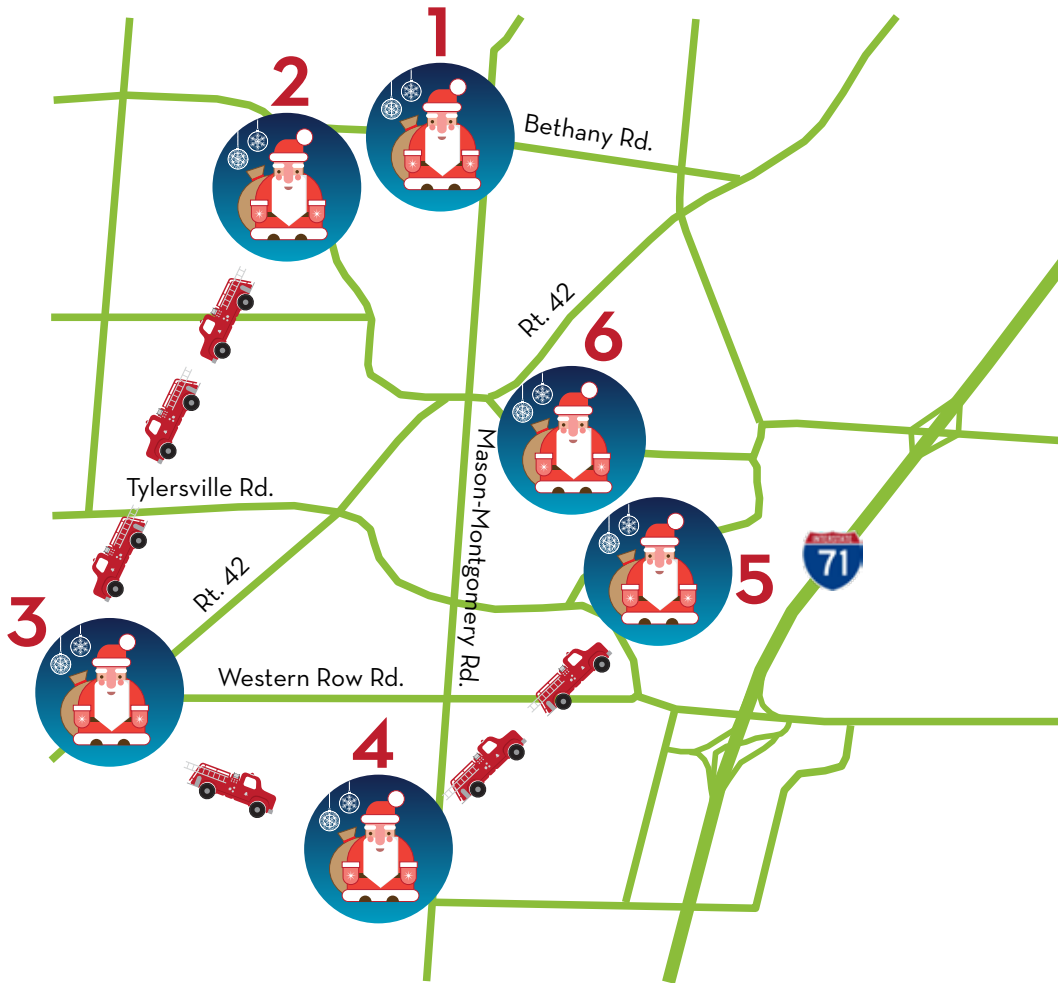 1
2
Bethany Rd.
Rt. 42
6
Mason-Montgomery Rd.
Tylersville Rd.
INTERSTATE
71
5
Rt. 42
3
Western Row Rd.
4